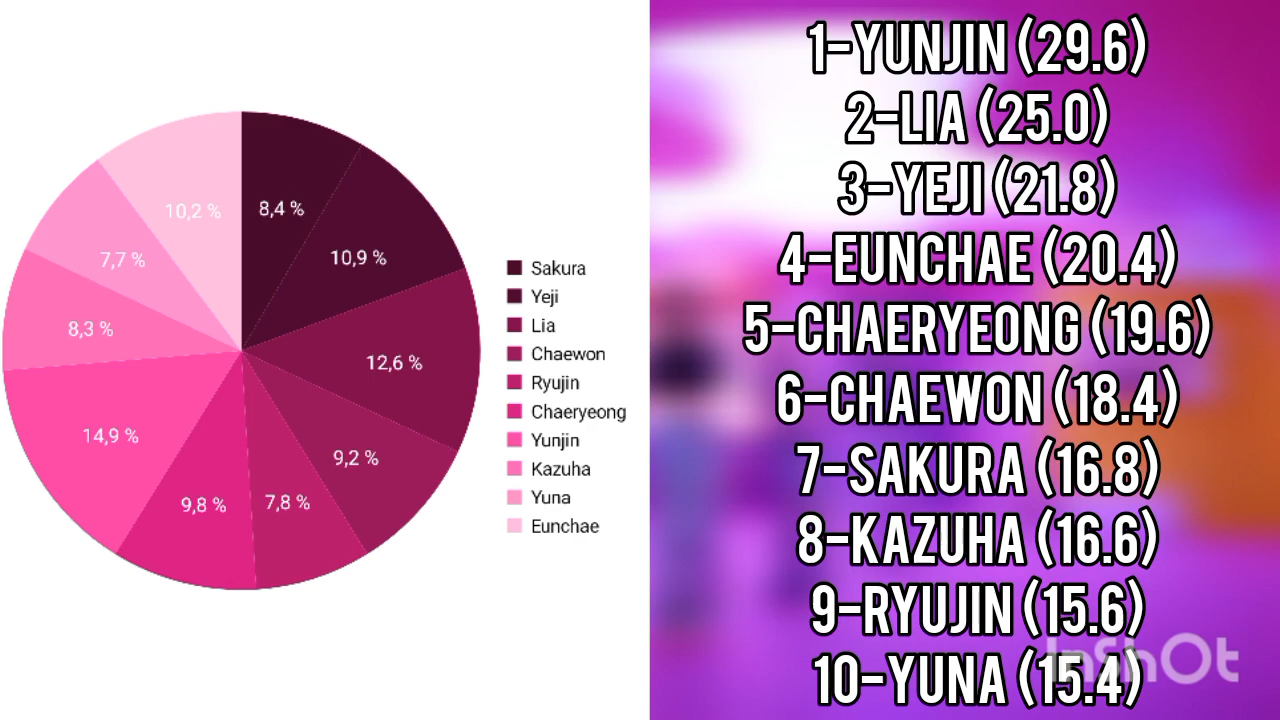 8,4 %
10,9 %
12,6 %
9,2 %
7,8 %
9,8 %
14,9 %
8,3 %
7,7 %
10,2 %
Sakura
Yeji
Lia
Chaewon
Ryujin
Chaeryeong
Yunjin
Kazuha
Yuna
Eunchae
1-YUNJIN (29.6)
2-LIA (25.0)
3-YEJI (21.8)
4-EUNCHAE (20.4)
5-CHAERYEONG (19.6)
6-CHAEWON (18.4)
7-SAKURA (16.8)
8-KAZUHA (16.6)
9-RYUJIN (15.6)
10-YUNA (15.4)
InShOt